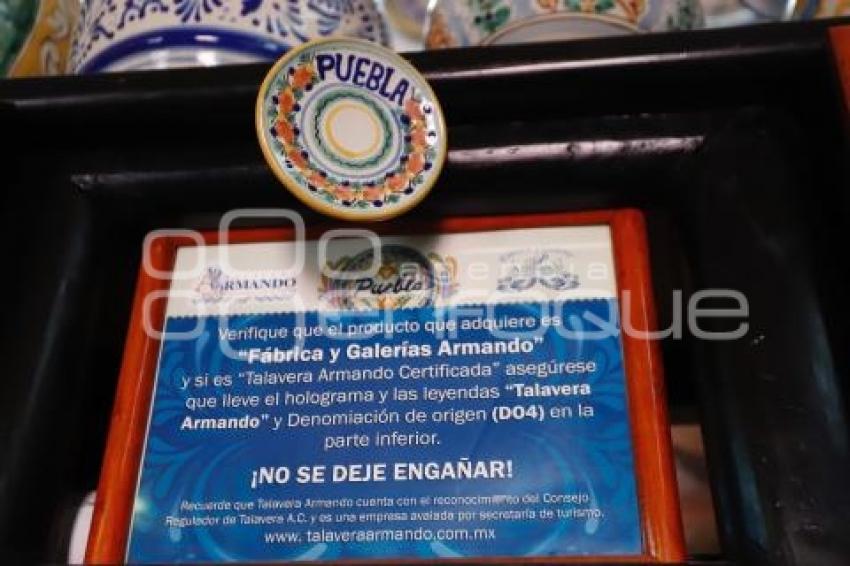 PUEBLA
ARMANDO
Puebla
agencia
enfoque
Verifique que el producto que adquiere es
"Fábrica y Galerías Armando"
y si es "Talavera Armando Certificada" asegúrese
que lleve el holograma y las leyendas "Talavera
Armando" y Denomiación de origen (DO4) en la
parte inferior.
¡NO SE DEJE ENGAÑAR!
Recuerde que Talavera Armando cuenta con el reconocimiento del Consejo
Regulador de Talavera A.C. y es una empresa avalada por secretaría de turismo.
www.talaveraarmando.com.mx